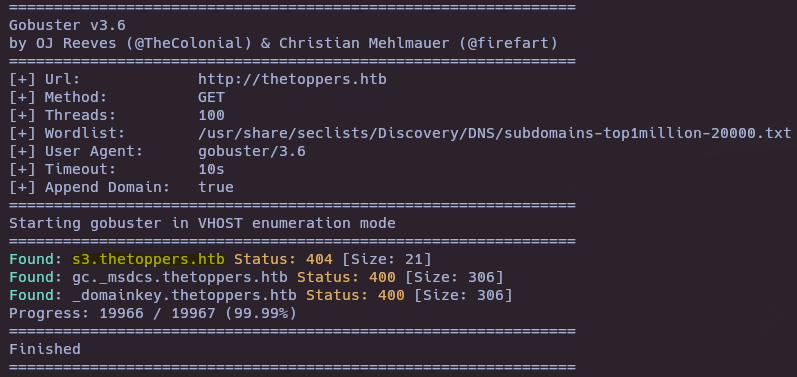 ===============================================================
Gobuster v3.6
by OJ Reeves (@TheColonial) & Christian Mehlmauer (@firefart)
===============================================================
[+] Url:             http://thetoppers.htb
[+] Method:          GET
[+] Threads:         100
[+] Wordlist:        /usr/share/seclists/Discovery/DNS/subdomains-top1million-20000.txt
[+] User Agent:      gobuster/3.6
[+] Timeout:         10s
[+] Append Domain:   true
===============================================================
Starting gobuster in VHOST enumeration mode
===============================================================
Found: s3.thetoppers.htb Status: 404 [Size: 21]
Found: gc._msdcs.thetoppers.htb Status: 400 [Size: 306]
Found: _domainkey.thetoppers.htb Status: 400 [Size: 306]
Progress: 19966 / 19967 (99.99%)
===============================================================
Finished
===============================================================